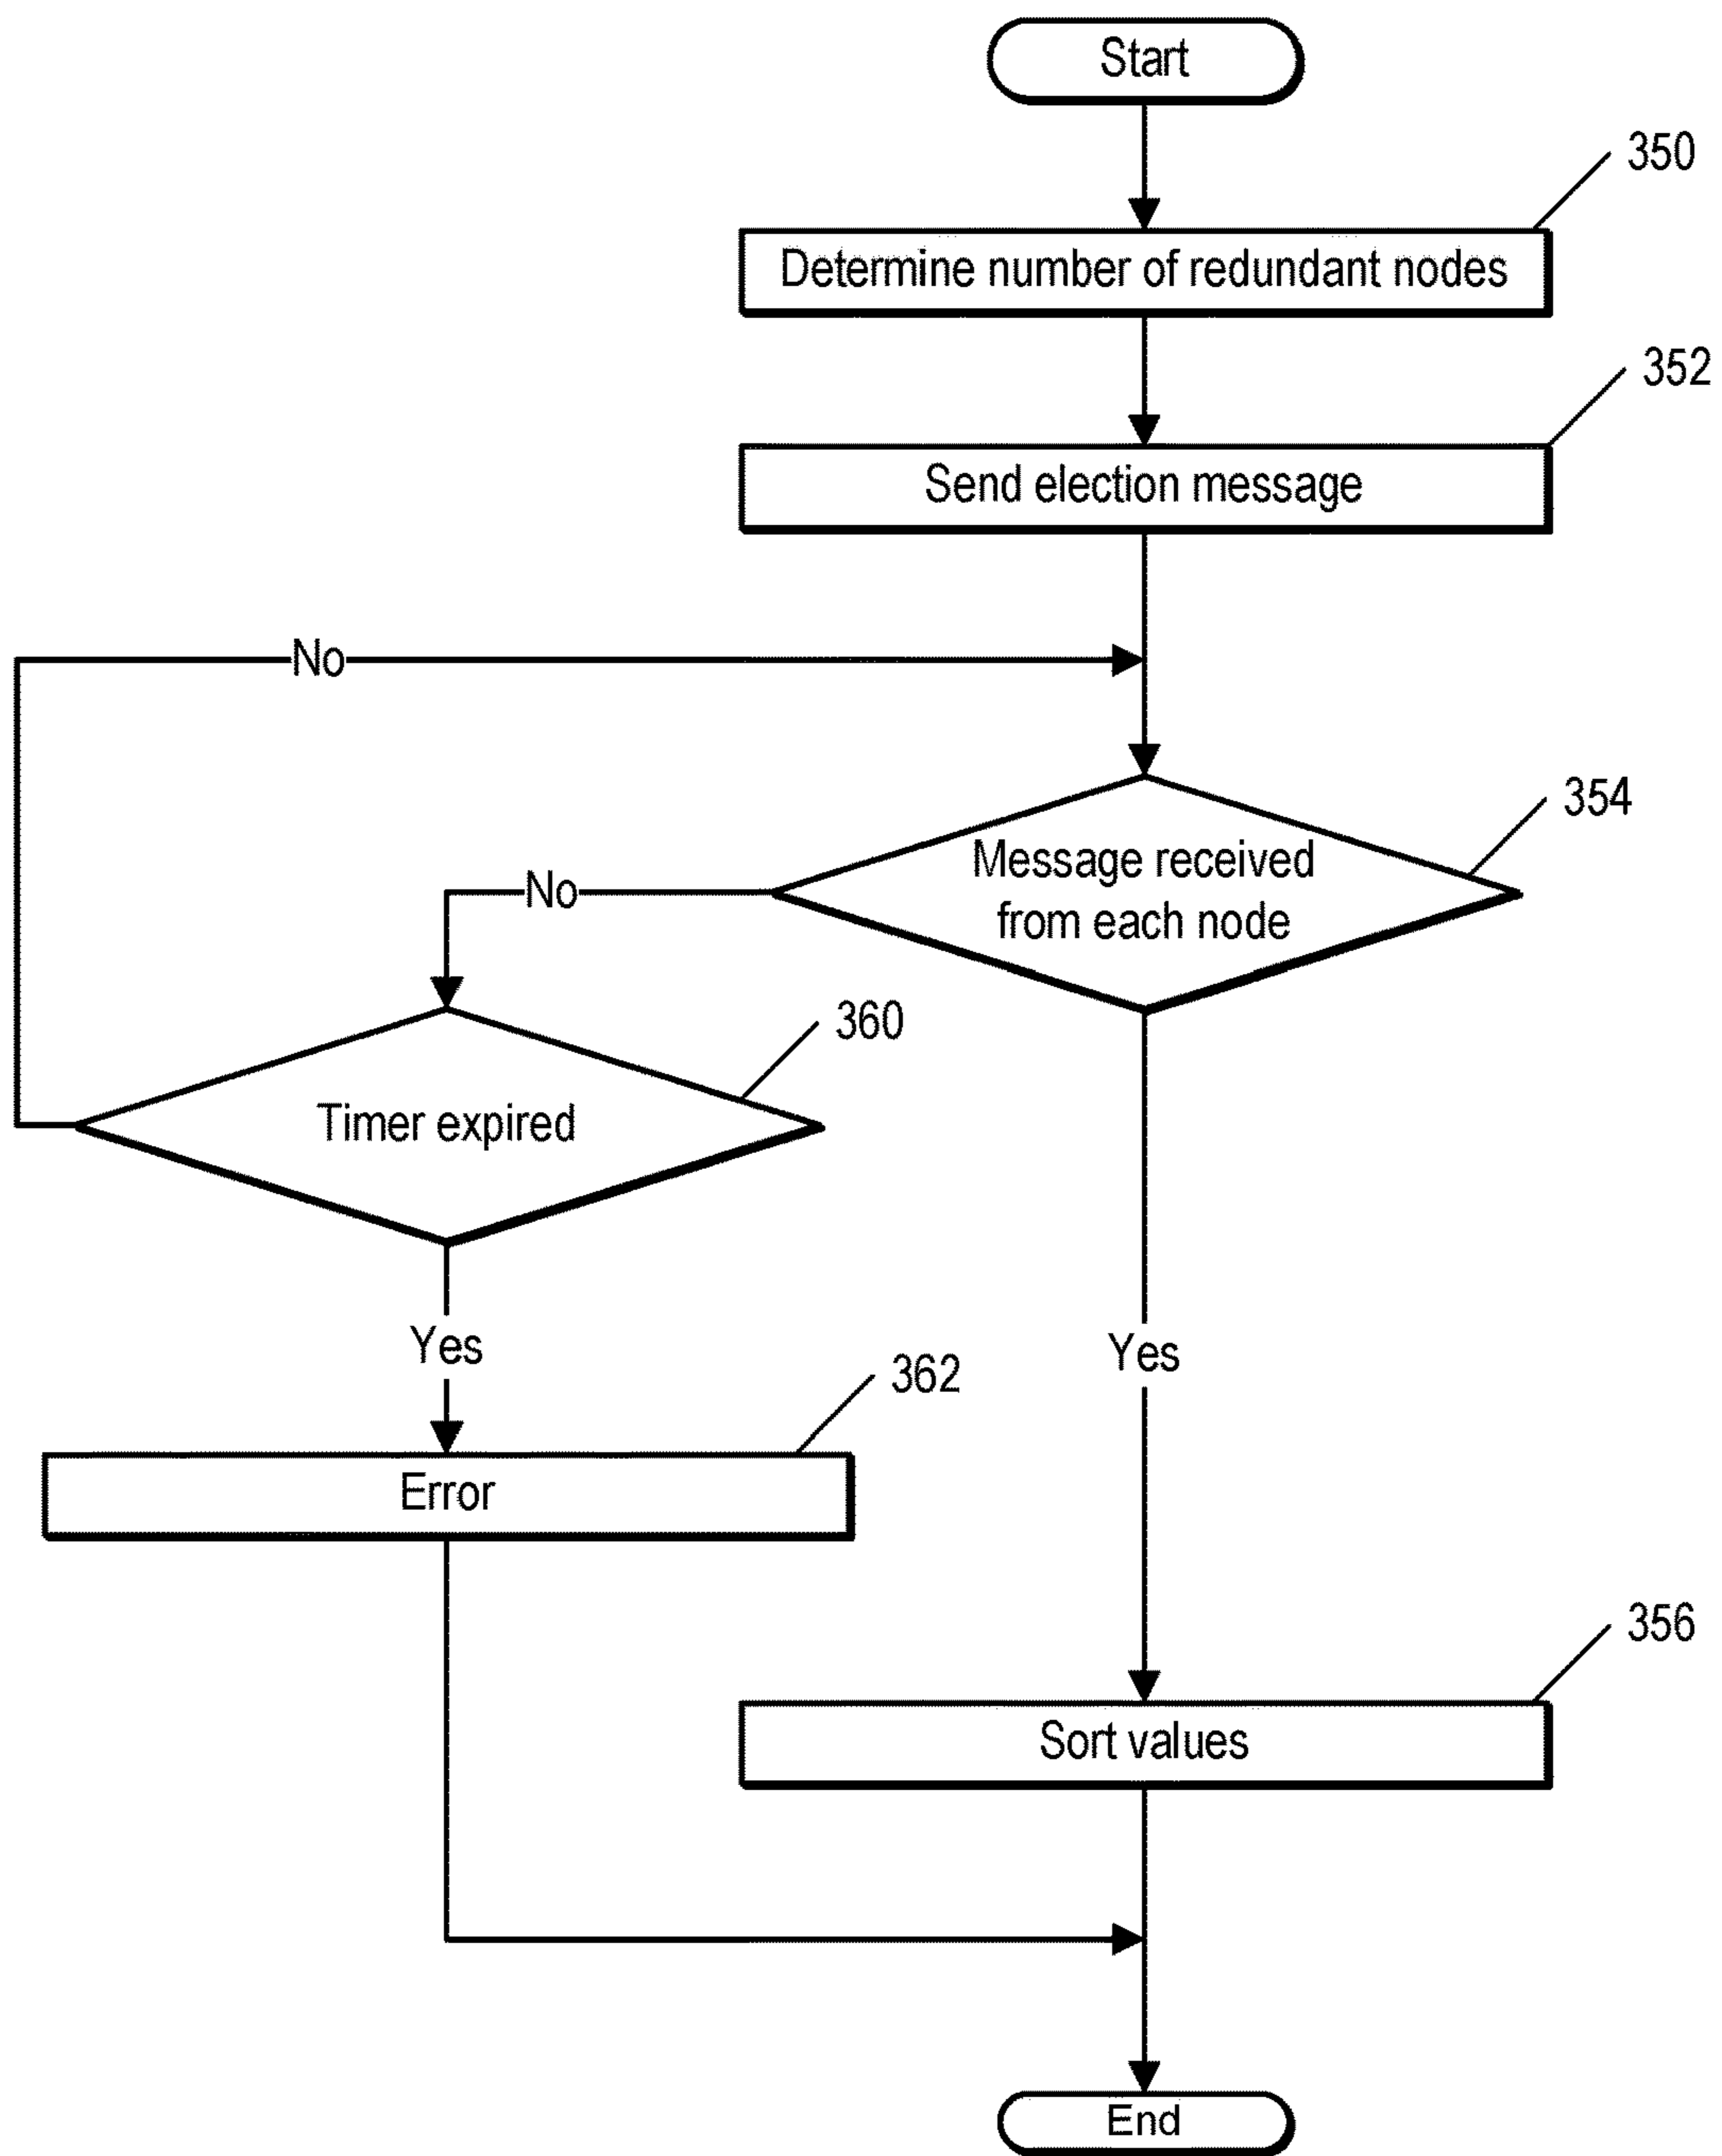 Start
350
Determine number of redundant nodes
352
Send election message
No
354
Message received
from each node
No
360
Timer expired
Yes
Yes
362
Error
356
Sort values
End